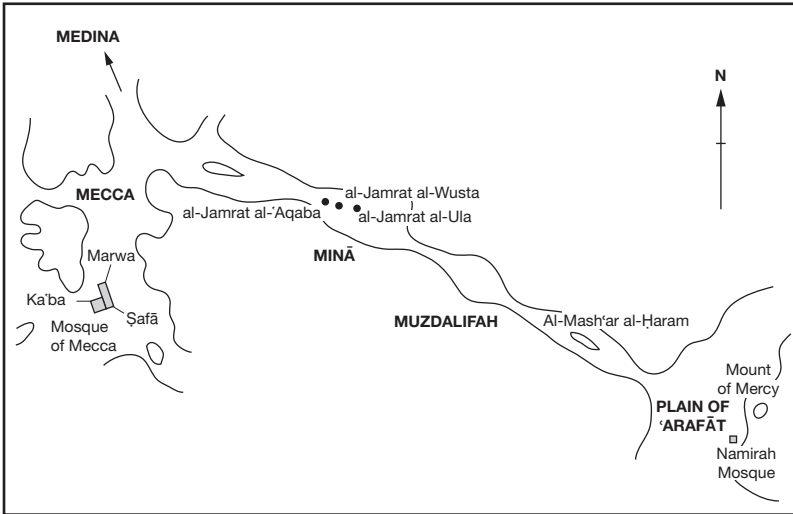 MEDINA
N
MECCA
al-Jamrat al-Wusta
al-Jamrat al-ʿAqaba
al-Jamrat al-Ula
MINĀ
Marwa
Kaʿba
Ṣafā
Mosque
of Mecca
MUZDALIFAH
Al-Mashʿar al-Ḥaram
Mount
of Mercy
PLAIN OF
ʿARAFĀT
Namirah
Mosque